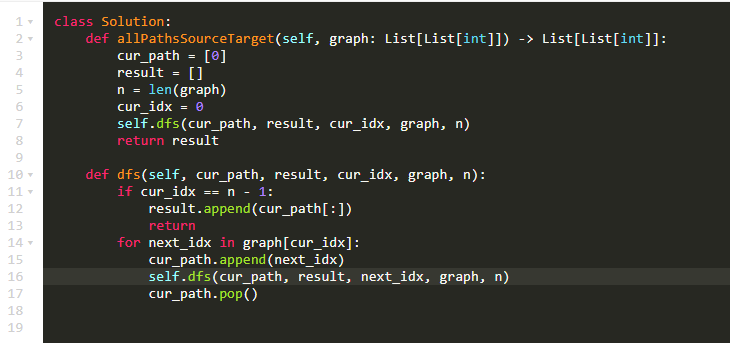 1 class Solution:
2     def allPathsSourceTarget(self, graph: List[List[int]]) -> List[List[int]]:
3         cur_path = [0]
4         result = []
5         n = len(graph)
6         cur_idx = 0
7         self.dfs(cur_path, result, cur_idx, graph, n)
8         return result
9
10     def dfs(self, cur_path, result, cur_idx, graph, n):
11         if cur_idx == n - 1:
12             result.append(cur_path[:])
13             return
14         for next_idx in graph[cur_idx]:
15             cur_path.append(next_idx)
16             self.dfs(cur_path, result, next_idx, graph, n)
17             cur_path.pop()
18
19